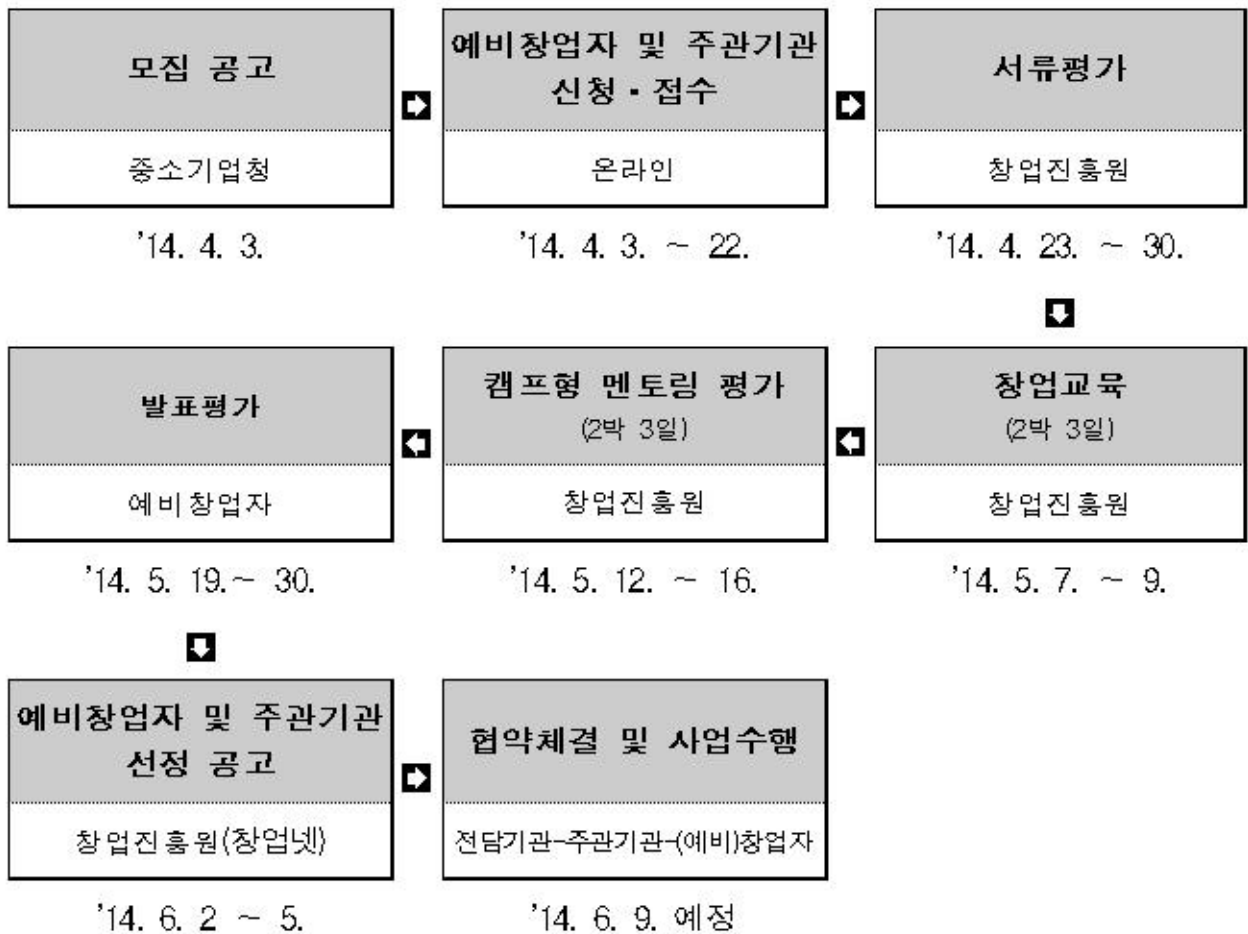 모집 공고
중소기업청
'14. 4. 3.
예비창업자 및 주관기관
신청・접수
온라인
'14. 4. 3. ~ 22.
서류평가
창업진흥원
'14. 4. 23. ~ 30.
창업교육
(2박 3일)
창업진흥원
'14. 5. 7. ~ 9.
캠프형 멘토링 평가
(2박 3일)
창업진흥원
'14. 5. 12. ~ 16.
발표평가
예비창업자
'14. 5. 19.~ 30.
예비창업자 및 주관기관
선정 공고
창업진흥원(창업넷)
'14. 6. 2 ~ 5.
협약체결 및 사업수행
전담기관-주관기관-(예비)창업자
'14. 6. 9. 예정